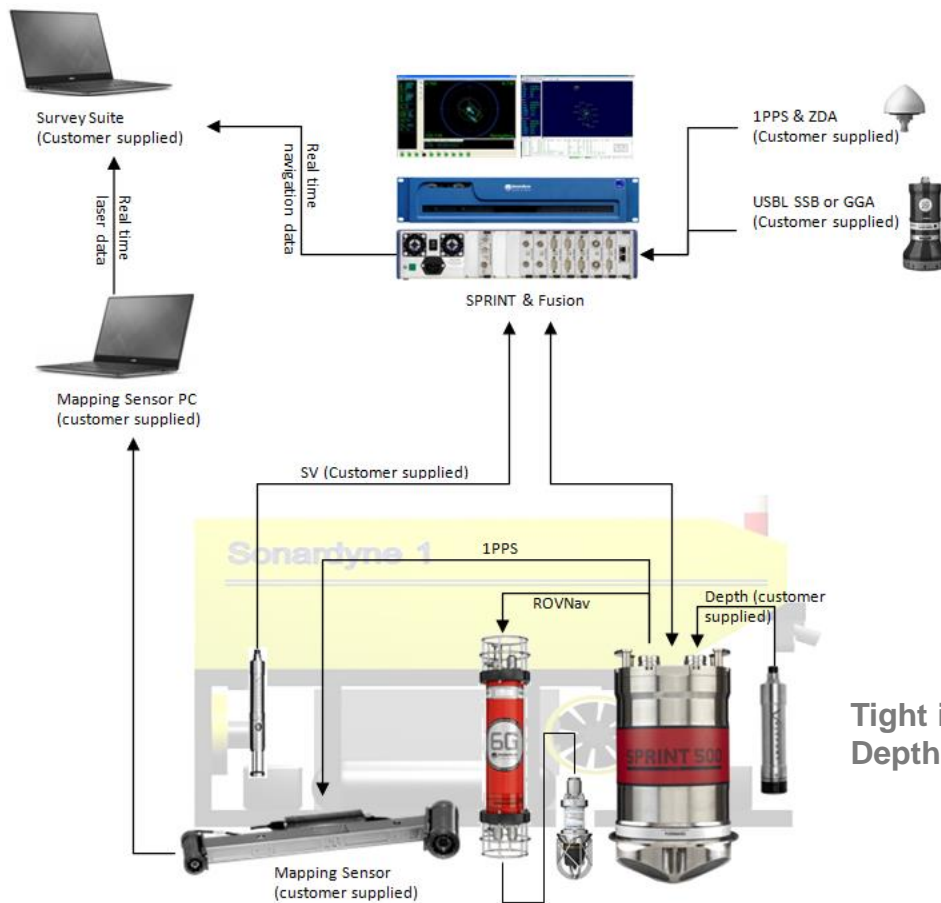 Survey Suite
(Customer supplied)
Real time
navigation data
1PPS & ZDA
(Customer supplied)
USBL SSB or GGA
(Customer supplied)
Real time
laser data
SPRINT & Fusion
Mapping Sensor PC
(customer supplied)
SV (Customer supplied)
Sonardyne 1
1PPS
ROVNav
Depth (customer
supplied)
6G
SPRINT 500
Tight i
Depth
Mapping Sensor
(customer supplied)